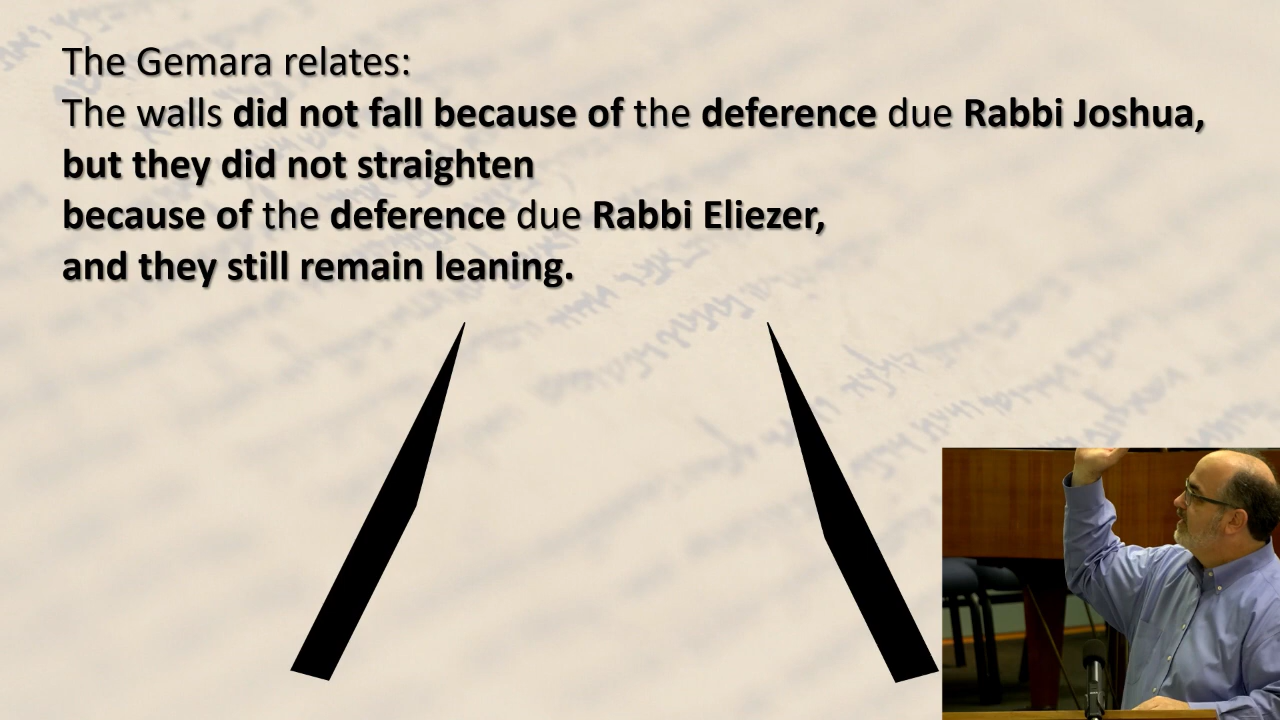 The Gemara relates:
The walls did not fall because of the deference due Rabbi Joshua,
but they did not straighten
because of the deference due Rabbi Eliezer,
and they still remain leaning.